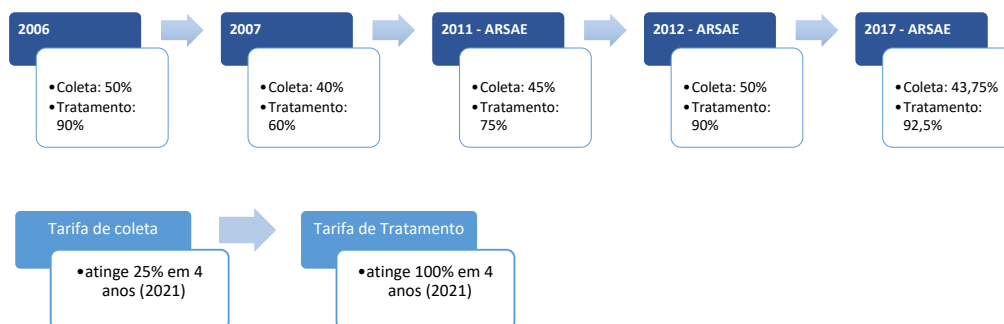 2006
• Coleta: 50%
• Tratamento:
90%
2007
• Coleta: 40%
• Tratamento:
60%
2011 - ARSAE
• Coleta: 45%
• Tratamento:
75%
2012 - ARSAE
• Coleta: 50%
• Tratamento:
90%
2017 - ARSAE
• Coleta: 43,75%
• Tratamento:
92,5%
Tarifa de coleta
•atinge 25% em 4
anos (2021)
Tarifa de Tratamento
•atinge 100% em 4
anos (2021)